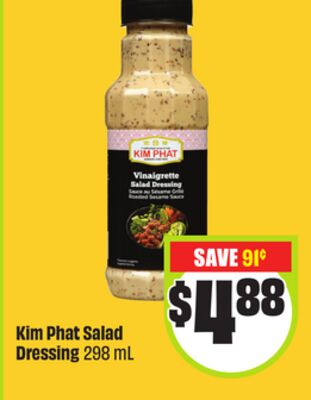 KIM PHAT
Vinaigrette
Salad Dressing
Sauce au Sésame Grillé
Roasted Sesame Sauce
SAVE 91¢
$4.88
Kim Phat Salad
Dressing 298 mL